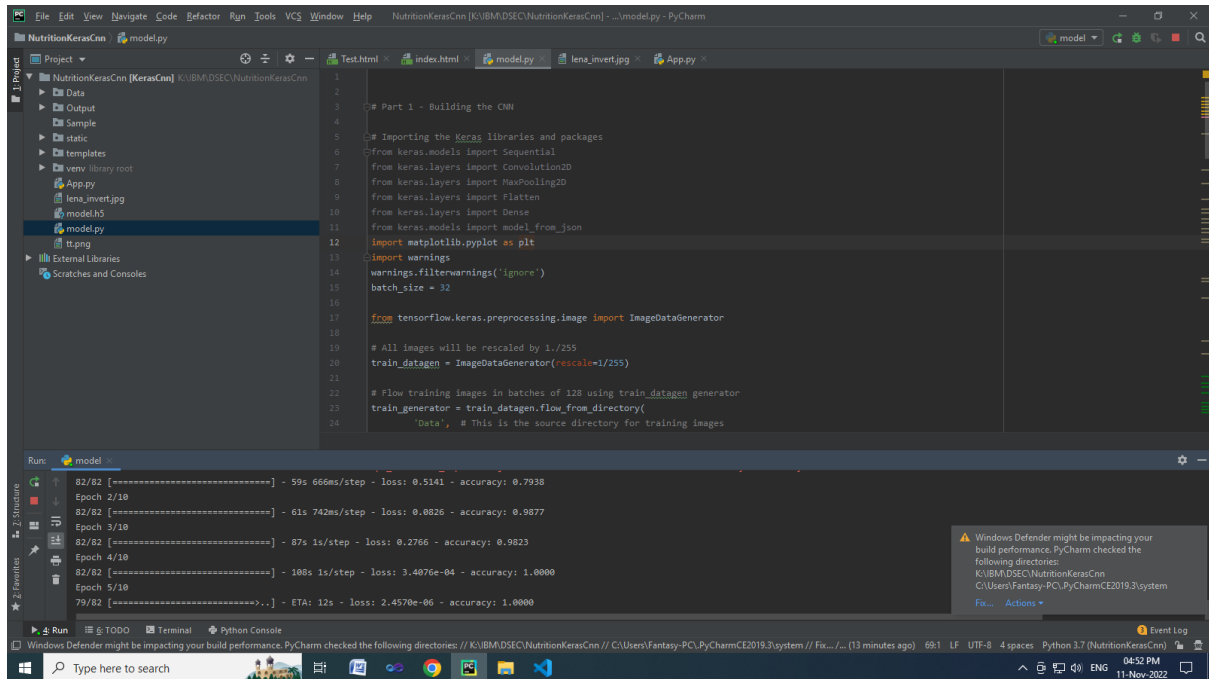 File Edit View Navigate Code Refactor Run Tools VCS Window Help NutritionKerasCnn [K:\IBM\DSEC\NutritionKerasCnn] - ...\model.py - PyCharm
NutritionKerasCnn model.py
model
Project
Test.html index.html model.py lena_invert.jpg App.py
1: Project
NutritionKerasCnn [KerasCnn] K:\IBM\DSEC\NutritionKerasCnn
Data
Output
Sample
static
templates
venv library root
App.py
lena_invert.jpg
model.h5
model.py
tt.png
External Libraries
Scratches and Consoles
1
2
3 # Part 1 - Building the CNN
4
5 # Importing the Keras libraries and packages
6 from keras.models import Sequential
7 from keras.layers import Convolution2D
8 from keras.layers import MaxPooling2D
9 from keras.layers import Flatten
10 from keras.layers import Dense
11 from keras.models import model_from_json
12 import matplotlib.pyplot as plt
13 import warnings
14 warnings.filterwarnings('ignore')
15 batch_size = 32
16
17 from tensorflow.keras.preprocessing.image import ImageDataGenerator
18
19 # All images will be rescaled by 1./255
20 train_datagen = ImageDataGenerator(rescale=1/255)
21
22 # Flow training images in batches of 128 using train_datagen generator
23 train_generator = train_datagen.flow_from_directory(
24 'Data', # This is the source directory for training images
Run: model
82/82 [==============================] - 59s 666ms/step - loss: 0.5141 - accuracy: 0.7938
Epoch 2/10
82/82 [==============================] - 61s 742ms/step - loss: 0.0826 - accuracy: 0.9877
Epoch 3/10
82/82 [==============================] - 87s 1s/step - loss: 0.2766 - accuracy: 0.9823
Epoch 4/10
82/82 [==============================] - 108s 1s/step - loss: 3.4076e-04 - accuracy: 1.0000
Epoch 5/10
79/82 [===========================>..] - ETA: 12s - loss: 2.4570e-06 - accuracy: 1.0000
7: Structure
2: Favorites
Windows Defender might be impacting your
build performance. PyCharm checked the
following directories:
K:\IBM\DSEC\NutritionKerasCnn
C:\Users\Fantasy-PC\.PyCharmCE2019.3\system
Fix... Actions
4: Run 6: TODO Terminal Python Console
3 Event Log
Windows Defender might be impacting your build performance. PyCharm checked the following directories: // K:\IBM\DSEC\NutritionKerasCnn // C:\Users\Fantasy-PC\.PyCharmCE2019.3\system // Fix... /... (13 minutes ago) 69:1 LF UTF-8 4 spaces Python 3.7 (NutritionKerasCnn)
Type here to search
ENG
04:52 PM
11-Nov-2022